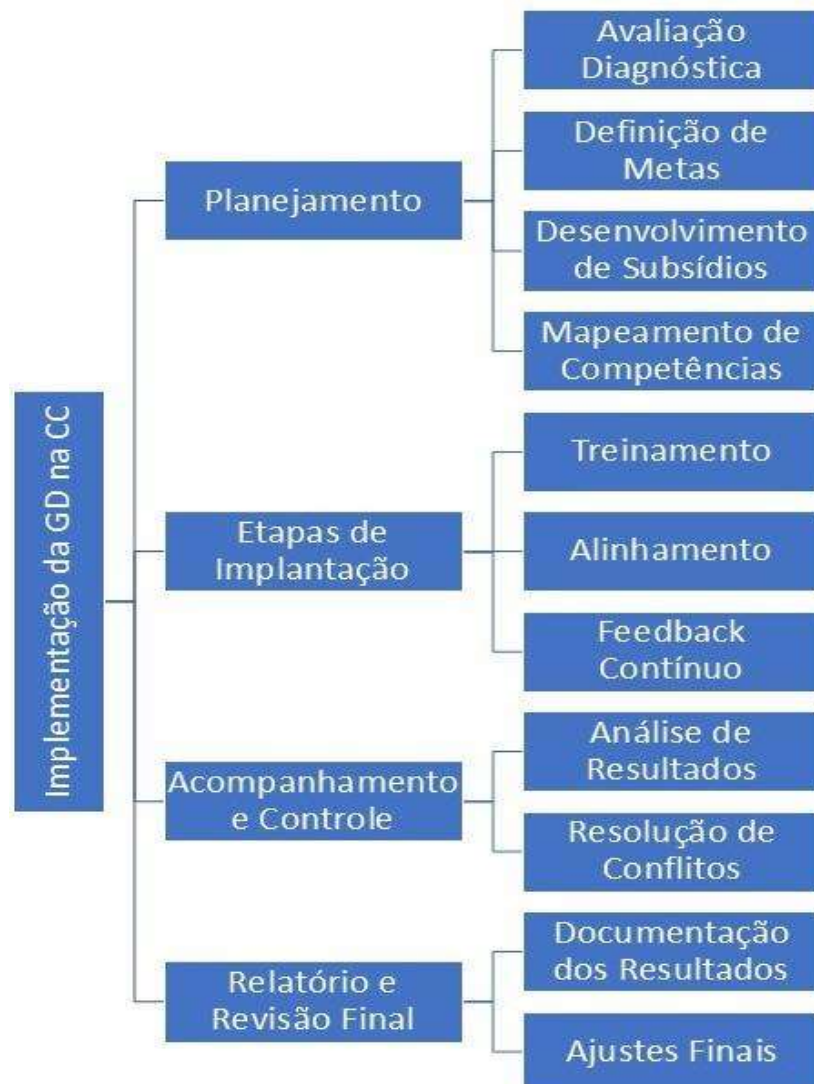 Implementação da GD na CC
Planejamento
Avaliação
Diagnóstica
Definição de
Metas
Desenvolvimento
de Subsídios
Mapeamento de
Competências
Etapas de
Implantação
Treinamento
Alinhamento
Feedback
Contínuo
Acompanhamento
e Controle
Análise de
Resultados
Resolução de
Conflitos
Relatório e
Revisão Final
Documentação
dos Resultados
Ajustes Finais